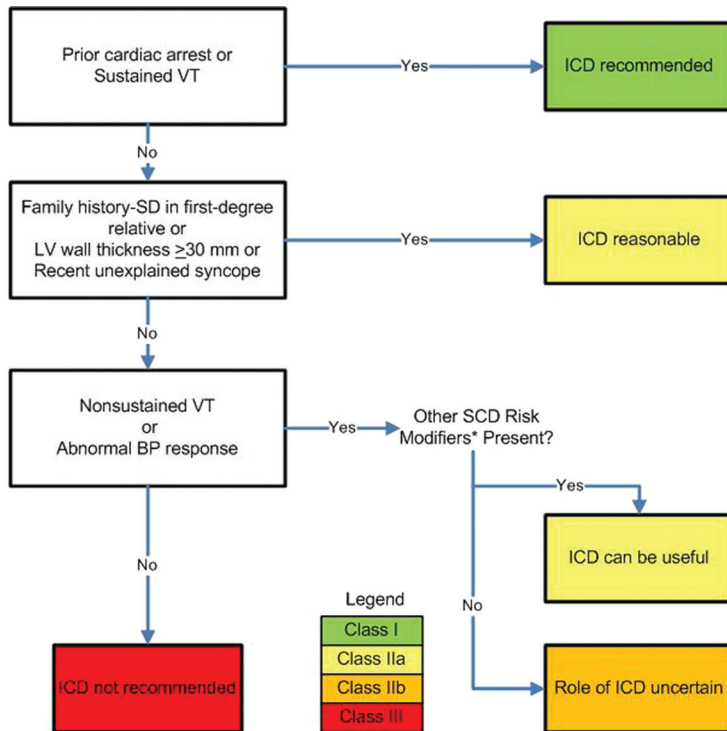 Prior cardiac arrest or
Sustained VT
Yes
ICD recommended
No
Family history-SD in first-degree
relative or
LV wall thickness ≥30 mm or
Recent unexplained syncope
Yes
ICD reasonable
No
Nonsustained VT
or
Abnormal BP response
Yes
Other SCD Risk
Modifiers* Present?
Yes
ICD can be useful
No
No
Legend
Class I
Class IIa
Class IIb
Class III
ICD not recommended
Role of ICD uncertain